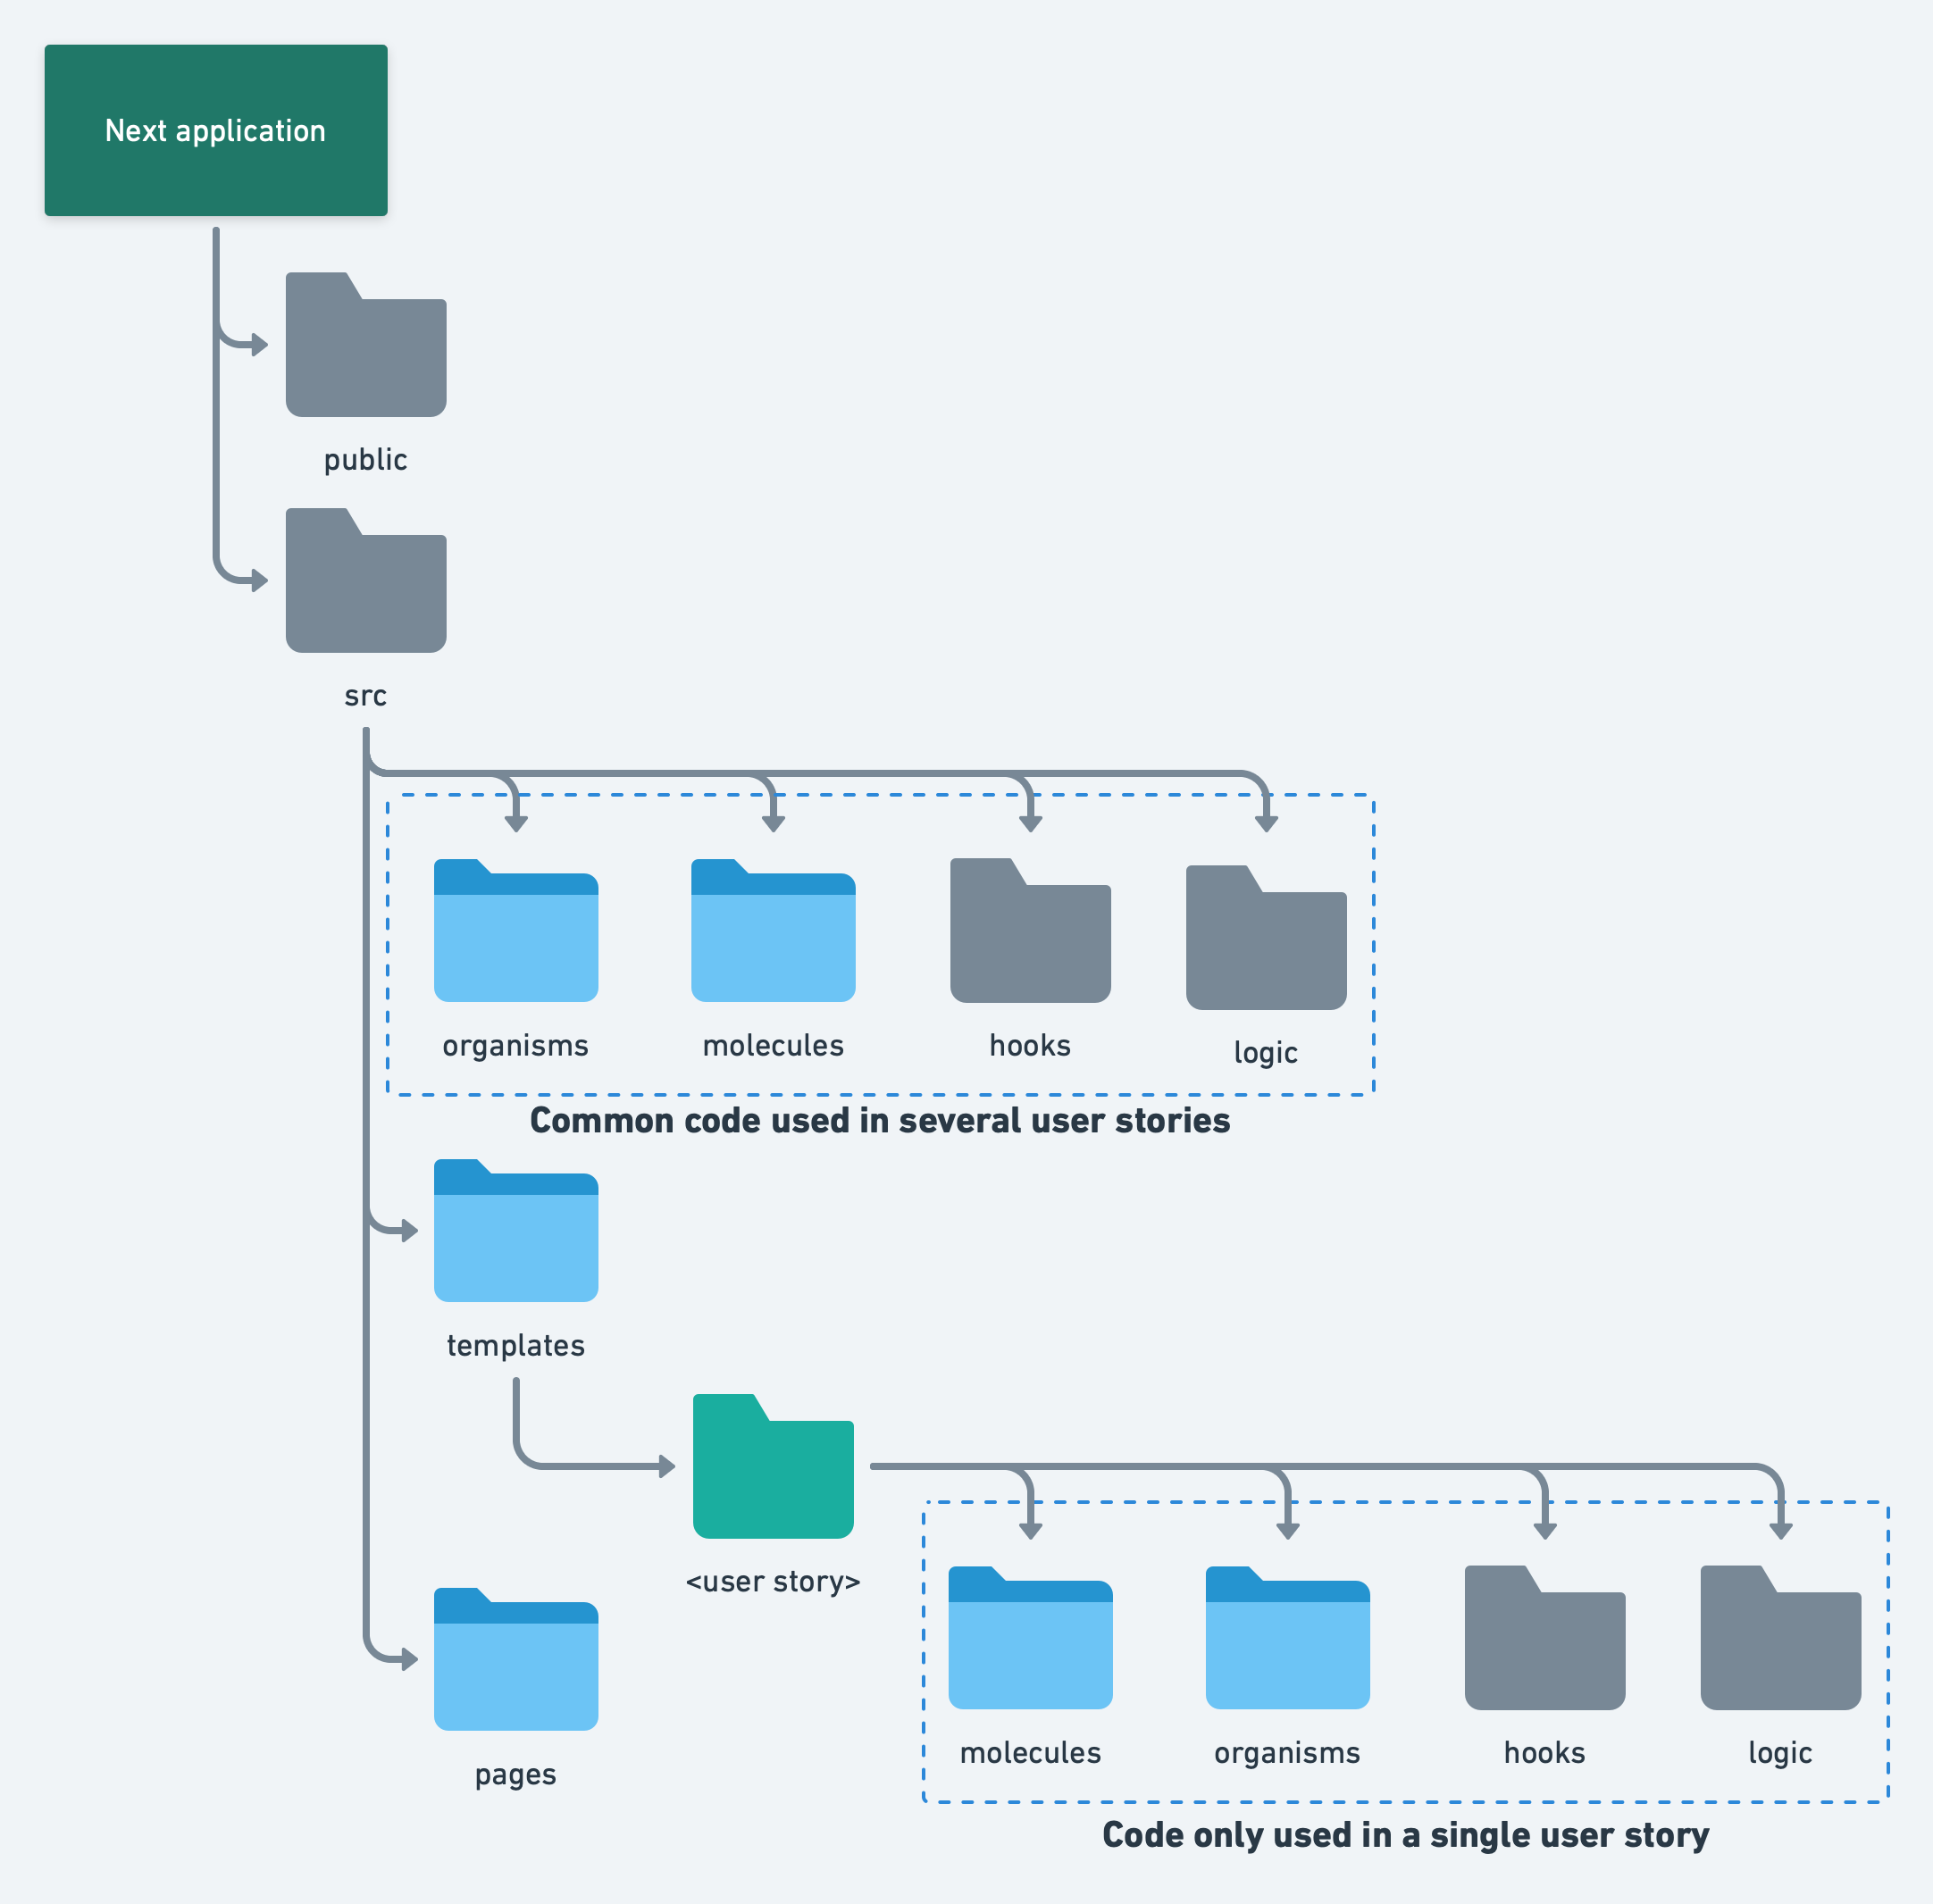 Next application
public
src
organisms
molecules
hooks
logic
Common code used in several user stories
templates
<user story>
pages
molecules
organisms
hooks
logic
Code only used in a single user story